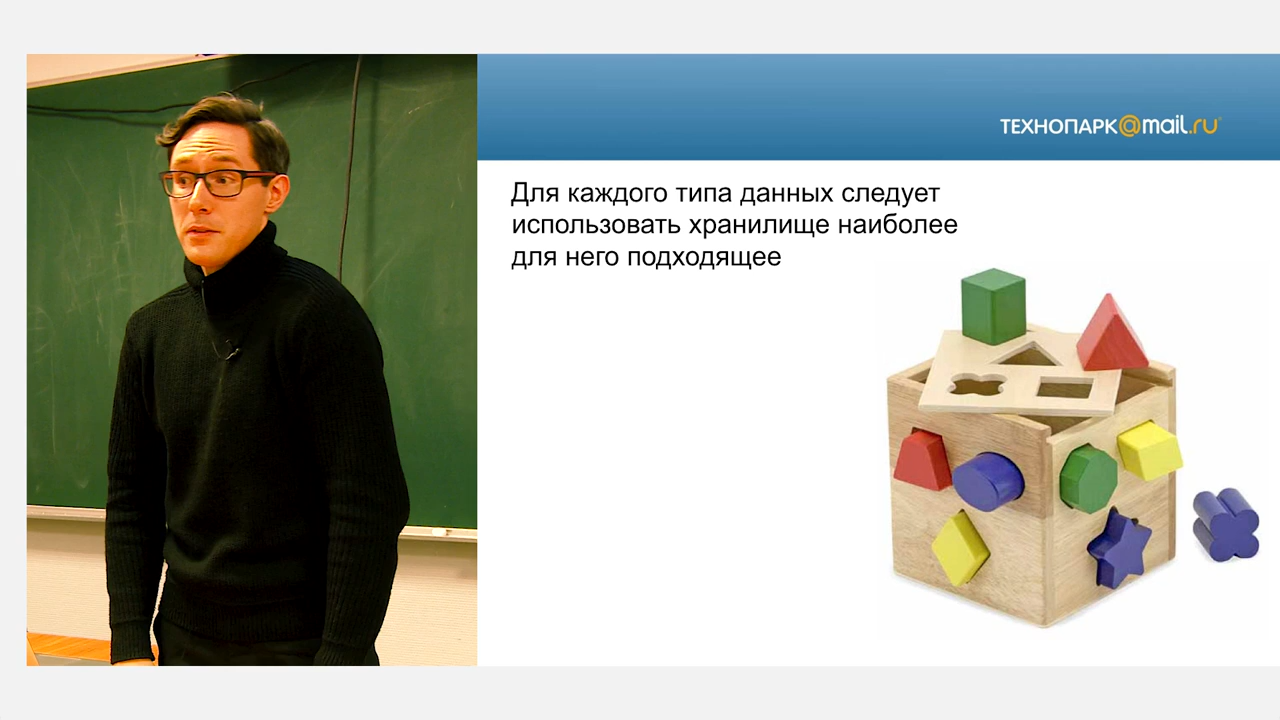 ТЕХНОПАРК@mail.ru
Для каждого типа данных следует
использовать хранилище наиболее
для него подходящее